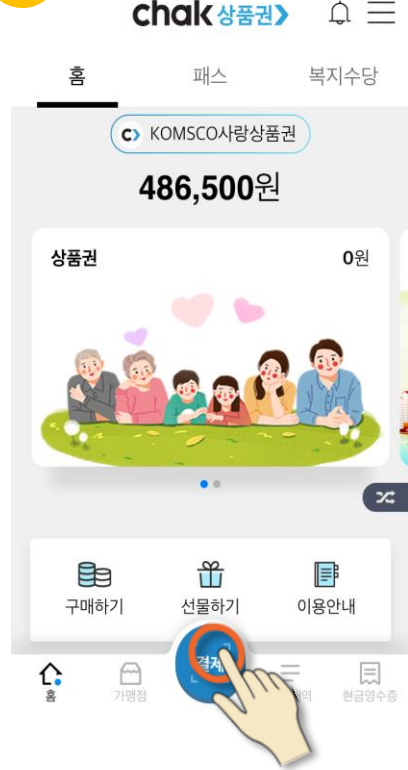 chak 상품권
홈 패스 복지수당
KOMSCO사랑상품권
486,500원
상품권 0원
구매하기 선물하기 이용안내
결제
홈 가맹점 현금영수증